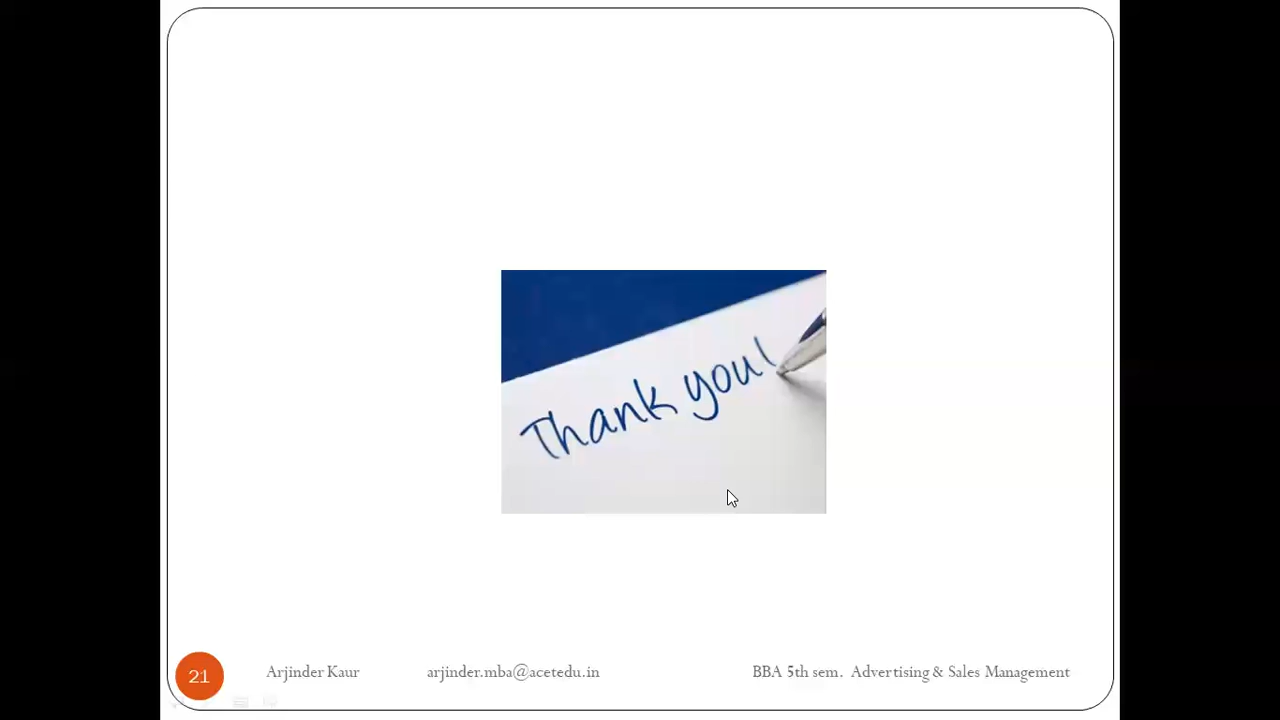 Thank you!
21 Arjinder Kaur arjinder.mba@acetedu.in BBA 5th sem. Advertising & Sales Management